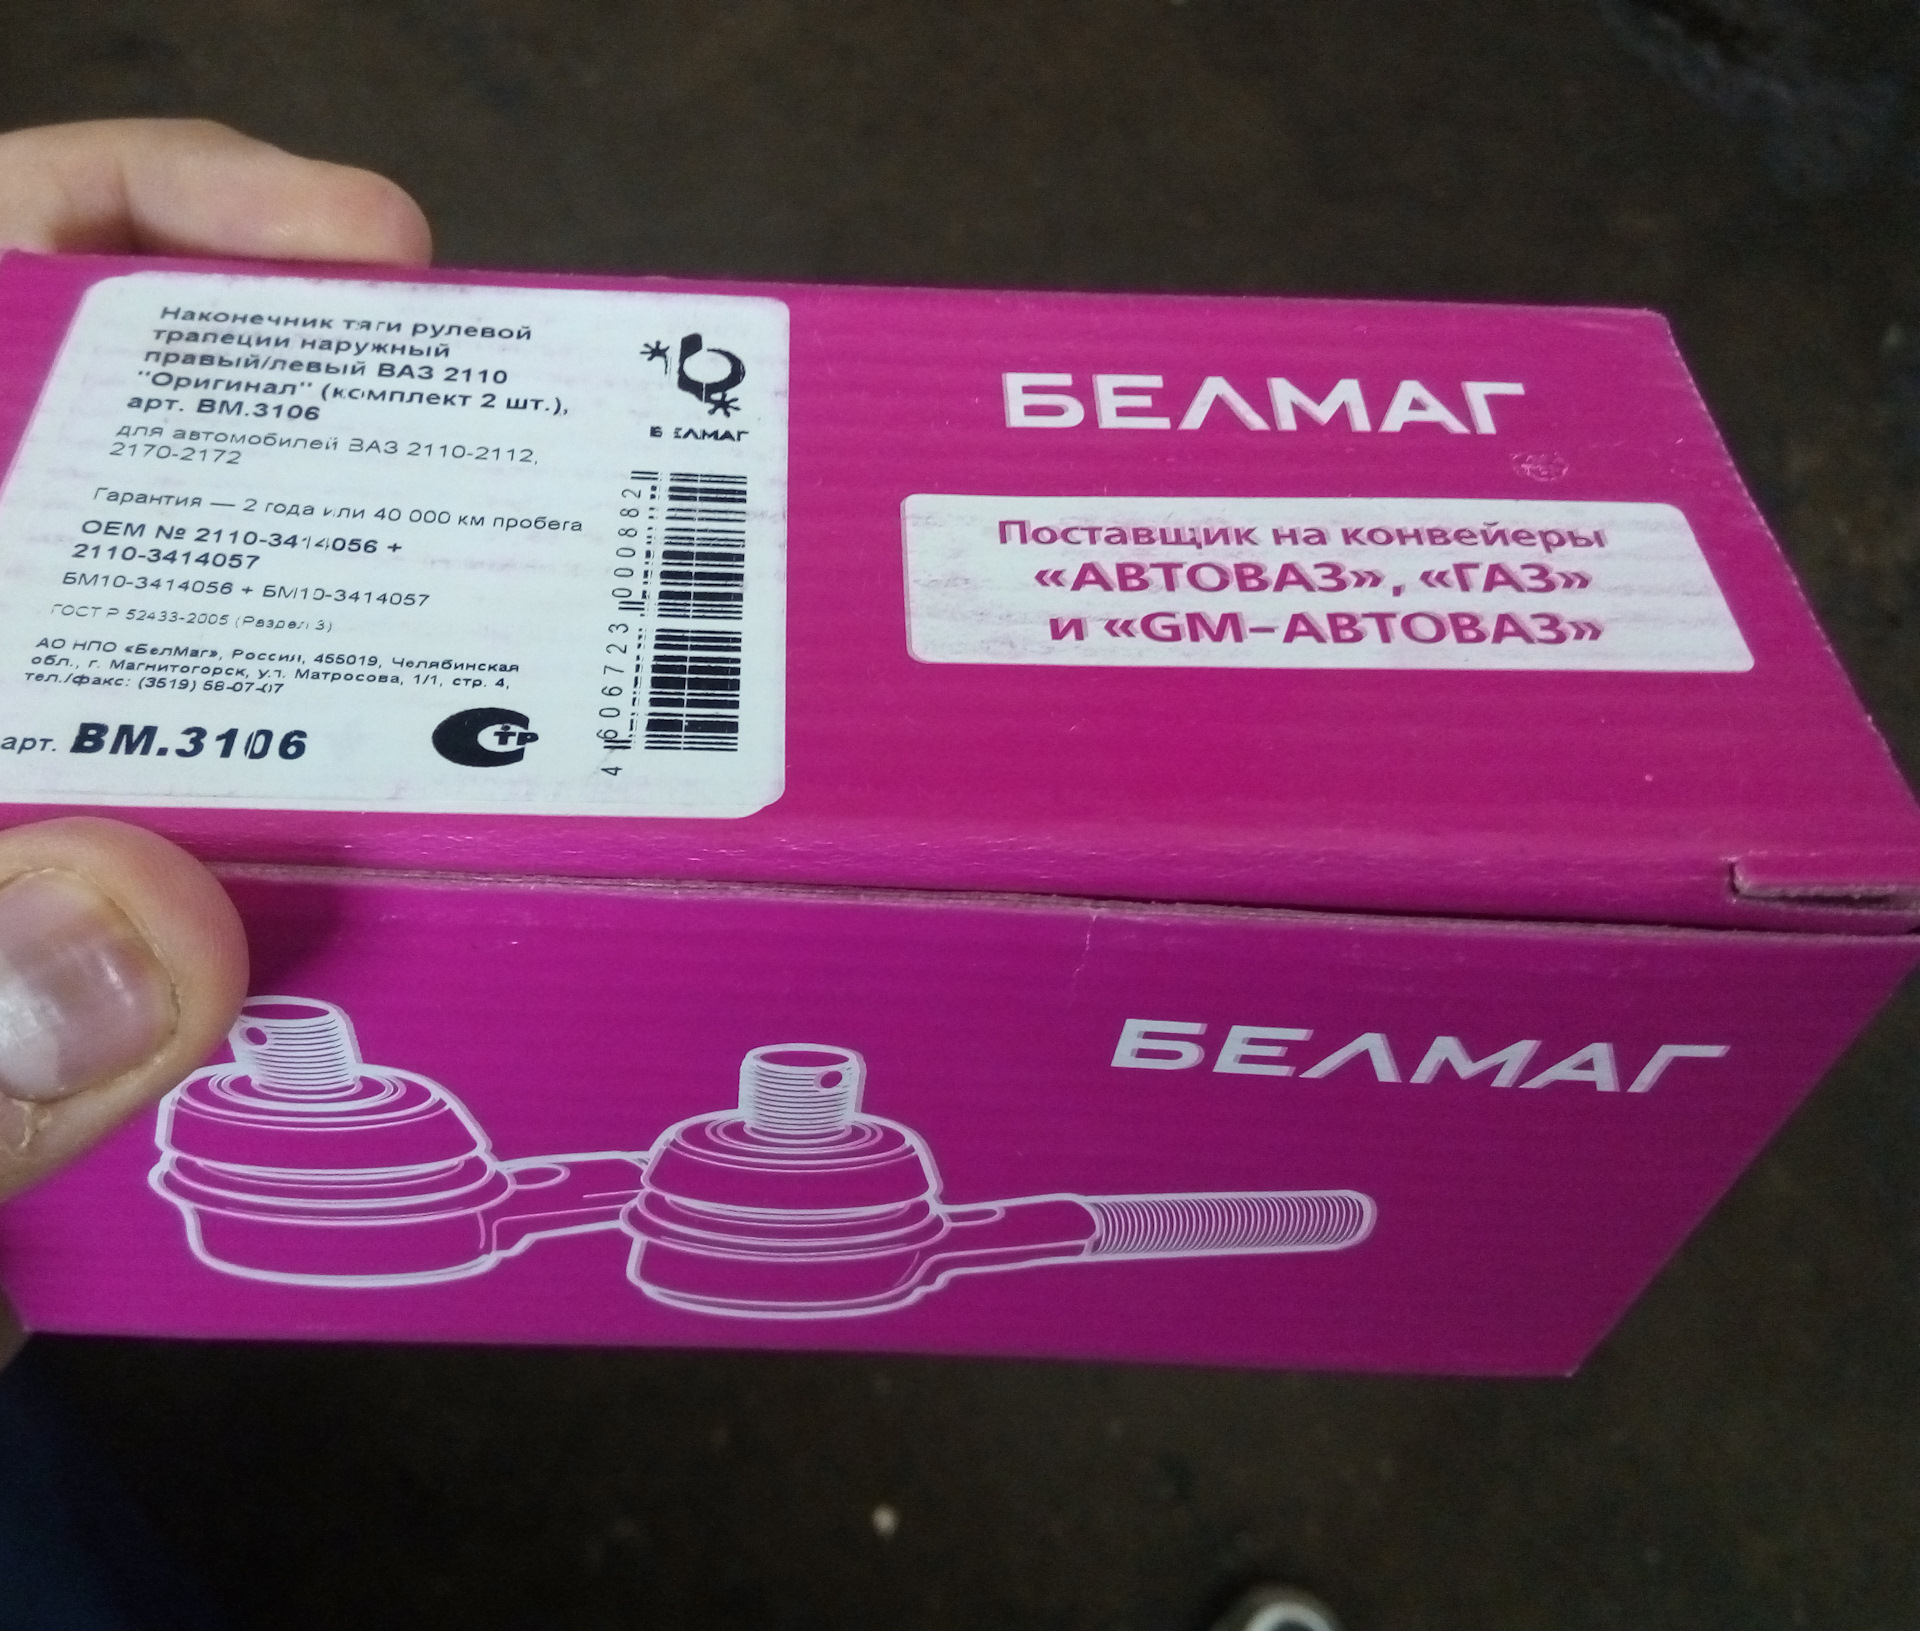 Наконечник тяги рулевой
трапеции наружный
правый/левый ВАЗ 2110
"Оригинал" (комплект 2 шт.),
арт. ВМ.3106
для автомобилей ВАЗ 2110-2112,
2170-2172
Гарантия — 2 года или 40 000 км пробега
OEM № 2110-3414056 +
2110-3414057
БМ10-3414056 + БМ10-3414057
ГОСТ Р 52433-2005 (Раздел 3)
АО НПО «БелМаг», Россия, 455019, Челябинская
обл., г. Магнитогорск, ул. Матросова, 1/1, стр. 4,
тел./факс: (3519) 58-07-07
арт. ВМ.3106
БЕЛМАГ
4 606723 000882
СТР
БЕЛМАГ
Поставщик на конвейеры
«АВТОВАЗ», «ГАЗ»
и «GM-АВТОВАЗ»
БЕЛМАГ